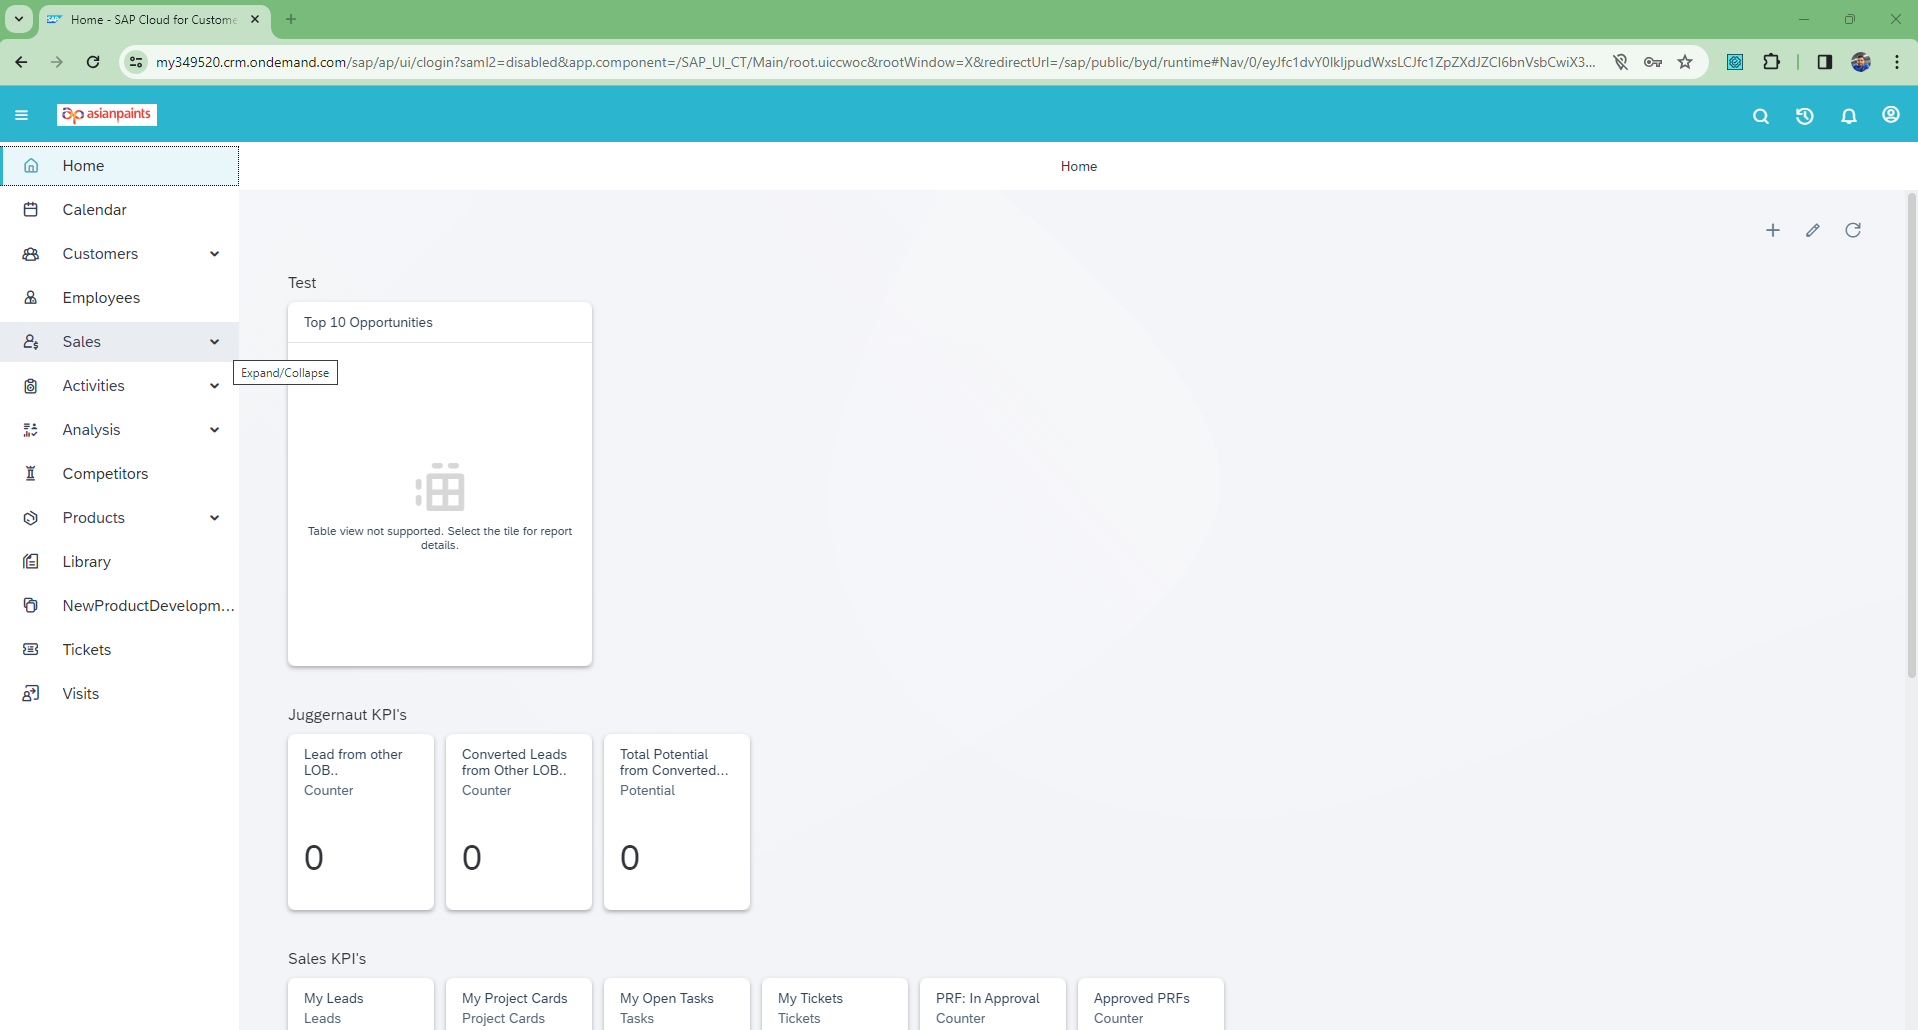 Home - SAP Cloud for Custome
my349520.crm.ondemand.com/sap/ap/ui/clogin?saml2=disabled&app.component=/SAP_UI_CT/Main/root.uiccwoc&rootWindow=X&redirectUrl=/sap/public/byd/runtime#Nav/0/eyJfc1dvY0lkIjpudWxsLCJfc1ZpZXdJZCI6bnVsbCwiX3...
asianpaints
Home
Home
Calendar
Customers
Employees
Sales
Expand/Collapse
Activities
Analysis
Competitors
Products
Library
NewProductDevelopm...
Tickets
Visits
Test
Top 10 Opportunities
Table view not supported. Select the tile for report
details.
Juggernaut KPI's
Lead from other
LOB..
Counter
0
Converted Leads
from Other LOB..
Counter
0
Total Potential
from Converted...
Potential
0
Sales KPI's
My Leads
Leads
My Project Cards
Project Cards
My Open Tasks
Tasks
My Tickets
Tickets
PRF: In Approval
Counter
Approved PRFs
Counter